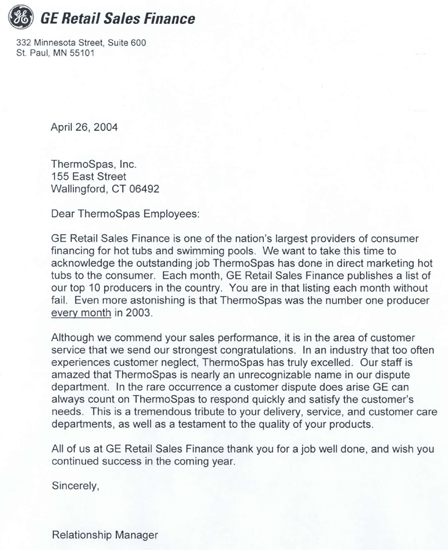 GE Retail Sales Finance
332 Minnesota Street, Suite 600
St. Paul, MN 55101
April 26, 2004
ThermoSpas, Inc.
155 East Street
Wallingford, CT 06492
Dear ThermoSpas Employees:
GE Retail Sales Finance is one of the nation's largest providers of consumer
financing for hot tubs and swimming pools. We want to take this time to
acknowledge the outstanding job ThermoSpas has done in direct marketing hot
tubs to the consumer. Each month, GE Retail Sales Finance publishes a list of
our top 10 producers in the country. You are in that listing each month without
fail. Even more astonishing is that ThermoSpas was the number one producer
every month in 2003.
Although we commend your sales performance, it is in the area of customer
service that we send our strongest congratulations. In an industry that too often
experiences customer neglect, ThermoSpas has truly excelled. Our staff is
amazed that ThermoSpas is nearly an unrecognizable name in our dispute
department. In the rare occurrence a customer dispute does arise GE can
always count on ThermoSpas to respond quickly and satisfy the customer's
needs. This is a tremendous tribute to your delivery, service, and customer care
departments, as well as a testament to the quality of your products.
All of us at GE Retail Sales Finance thank you for a job well done, and wish you
continued success in the coming year.
Sincerely,
Relationship Manager